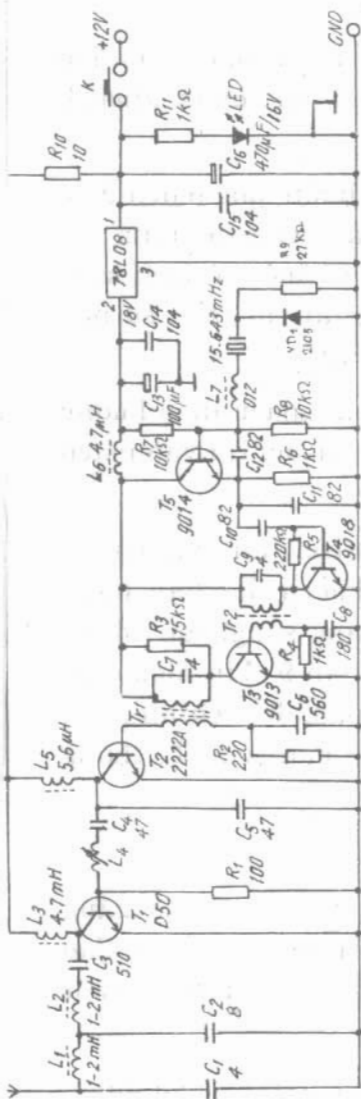 L1
1-2mH
L2
1-2mH
C1
4
C2
8
C3
510
L3
4.7mH
T1
D50
L4
C4
47
R1
100
C5
47
L5
5.6μH
T2
2222A
Tr1
R2
220
C6
560
C7
4
R3
15kΩ
T3
9013
Tr2
R4
1kΩ
C8
180
C9
4
R5
220kΩ
T4
9018
C10 82
C11
82
C12 82
R6
1kΩ
T5
9014
L6 4.7μH
R7
10kΩ
R8
10kΩ
L7
012
15.643mHz
VD1
R9
27kΩ
C13
100μF
C14
104
18V
2
78L08
1
3
C15
104
C16
470μF/16V
R10
10
R11
1kΩ
LED
K
+12V
GND